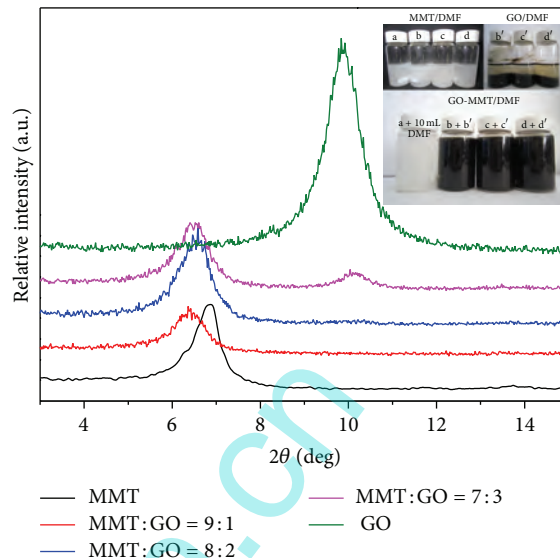 MMT/DMF
GO/DMF
a b c d
b′ c′ d′
GO-MMT/DMF
a + 10 mL
DMF
b + b′ c + c′ d + d′
Relative intensity (a.u.)
4 6 8 10 12 14
2θ (deg)
MMT
MMT:GO = 9:1
MMT:GO = 8:2
MMT:GO = 7:3
GO
.cn